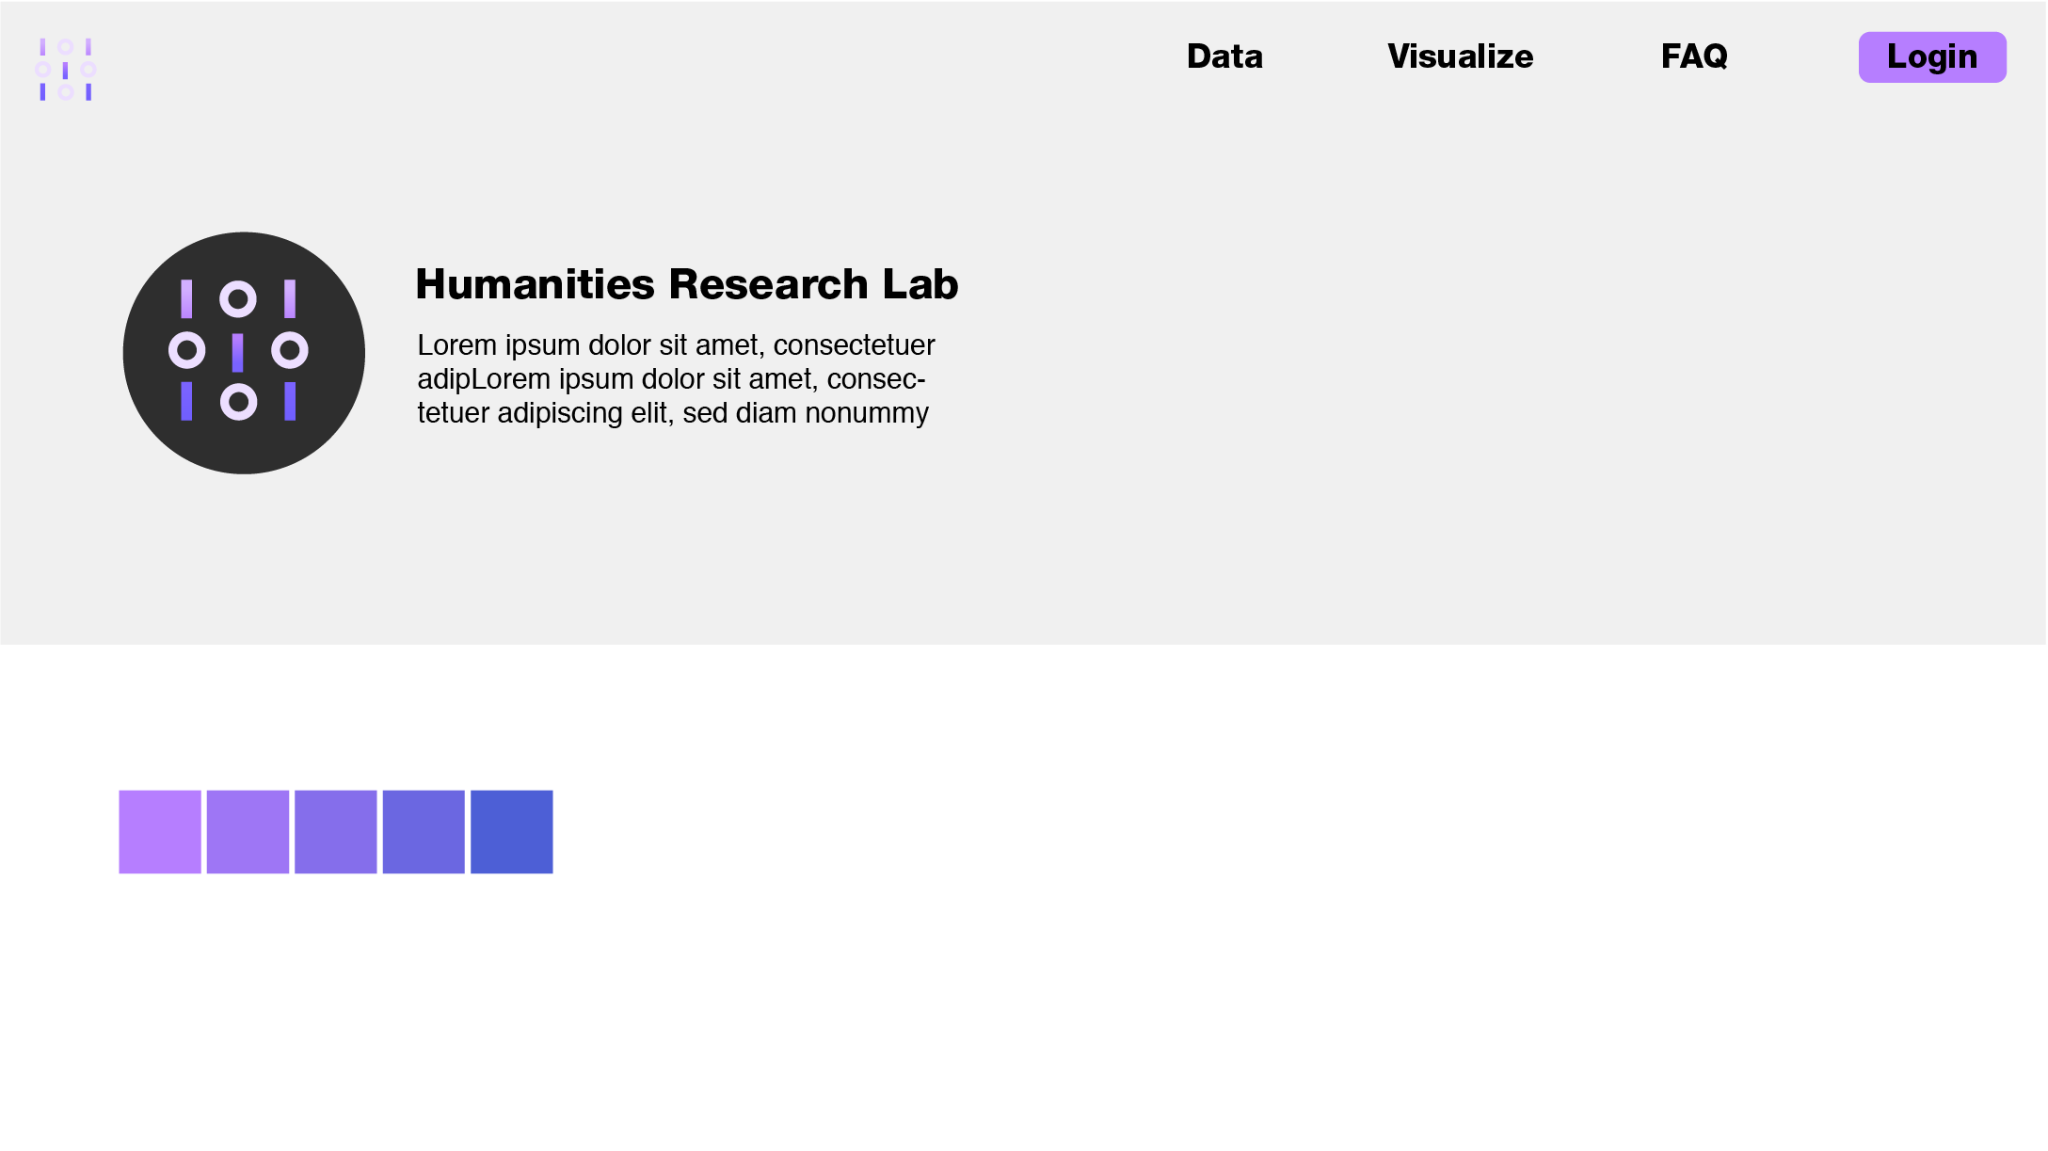 Data
Visualize
FAQ
Login
Humanities Research Lab
Lorem ipsum dolor sit amet, consectetuer
adipLorem ipsum dolor sit amet, consec-
tetuer adipiscing elit, sed diam nonummy